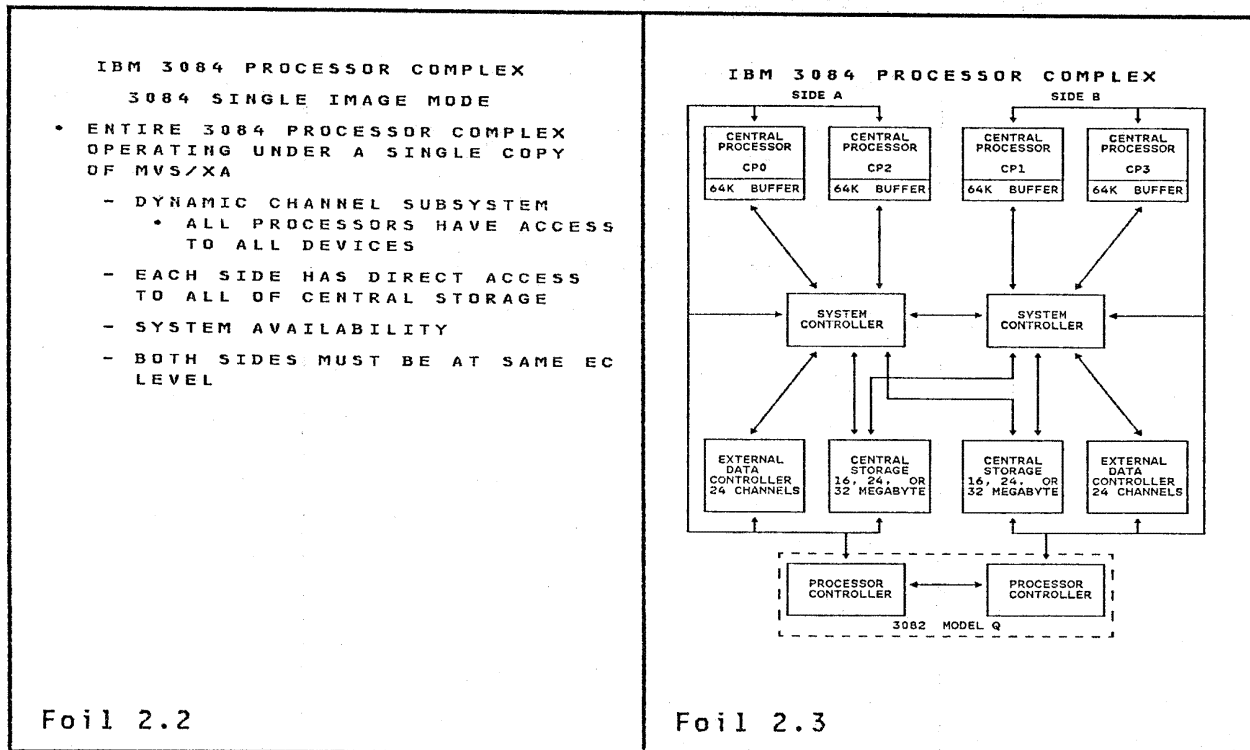 IBM 3084 PROCESSOR COMPLEX
3084 SINGLE IMAGE MODE
• ENTIRE 3084 PROCESSOR COMPLEX
OPERATING UNDER A SINGLE COPY
OF MVS/XA
- DYNAMIC CHANNEL SUBSYSTEM
• ALL PROCESSORS HAVE ACCESS
TO ALL DEVICES
- EACH SIDE HAS DIRECT ACCESS
TO ALL OF CENTRAL STORAGE
- SYSTEM AVAILABILITY
- BOTH SIDES MUST BE AT SAME EC
LEVEL
Foil 2.2
IBM 3084 PROCESSOR COMPLEX
SIDE A
SIDE B
CENTRAL
PROCESSOR
CP0
64K BUFFER
CENTRAL
PROCESSOR
CP2
64K BUFFER
CENTRAL
PROCESSOR
CP1
64K BUFFER
CENTRAL
PROCESSOR
CP3
64K BUFFER
SYSTEM
CONTROLLER
SYSTEM
CONTROLLER
EXTERNAL
DATA
CONTROLLER
24 CHANNELS
CENTRAL
STORAGE
16, 24, OR
32 MEGABYTE
CENTRAL
STORAGE
16, 24, OR
32 MEGABYTE
EXTERNAL
DATA
CONTROLLER
24 CHANNELS
PROCESSOR
CONTROLLER
PROCESSOR
CONTROLLER
3082 MODEL Q
Foil 2.3